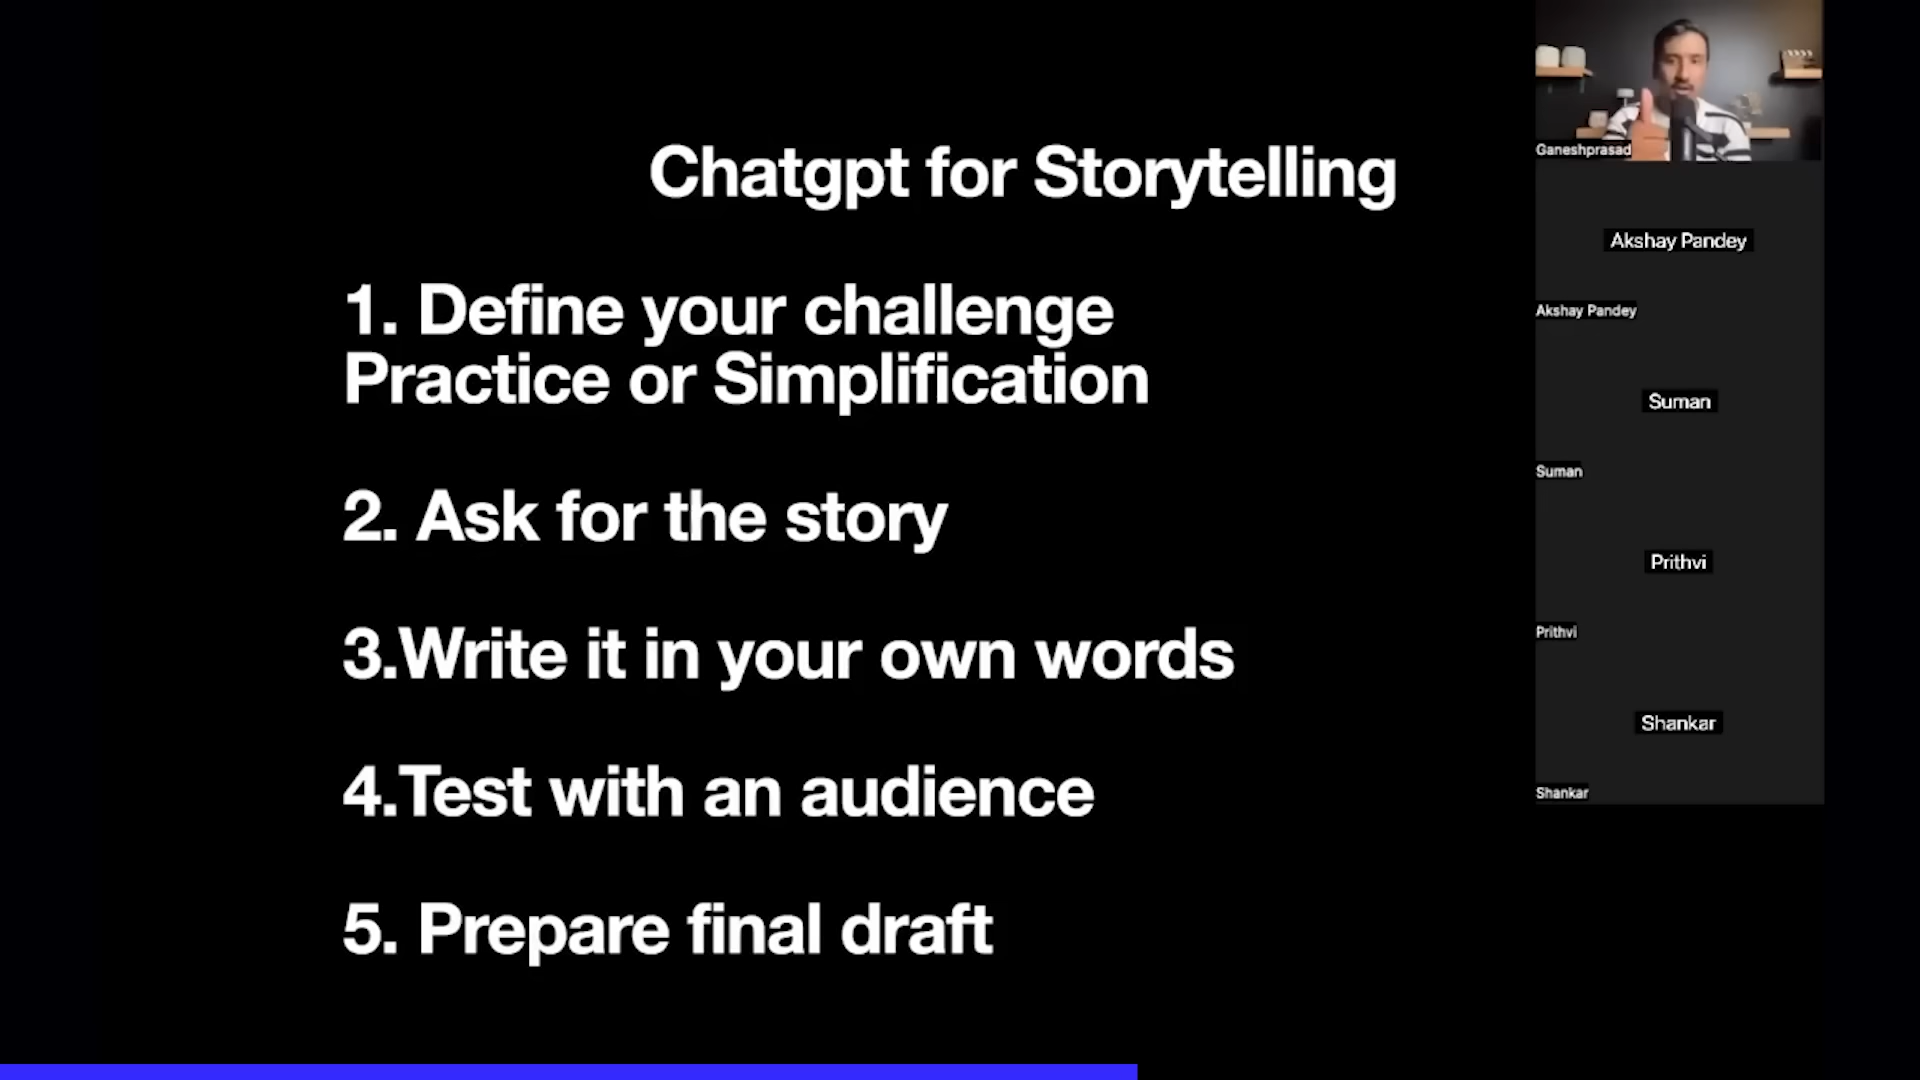 Chatgpt for Storytelling
1. Define your challenge
Practice or Simplification
2. Ask for the story
3.Write it in your own words
4.Test with an audience
5. Prepare final draft
Ganeshprasad
Akshay Pandey
Akshay Pandey
Suman
Suman
Prithvi
Prithvi
Shankar
Shankar